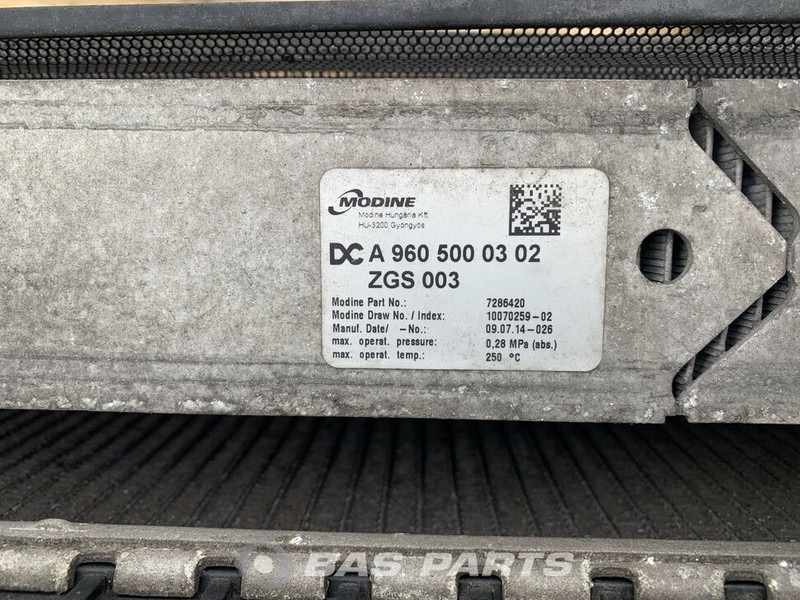 MODINE
Modine Hungária Kft.
HU-3200 Gyöngyös
DC A 960 500 03 02
ZGS 003
Modine Part No.: 7286420
Modine Draw No. / Index: 10070259-02
Manuf. Date/ -No.: 09.07.14-026
max. operat. pressure: 0,28 MPa (abs.)
max. operat. temp.: 250 °C
BAS PARTS